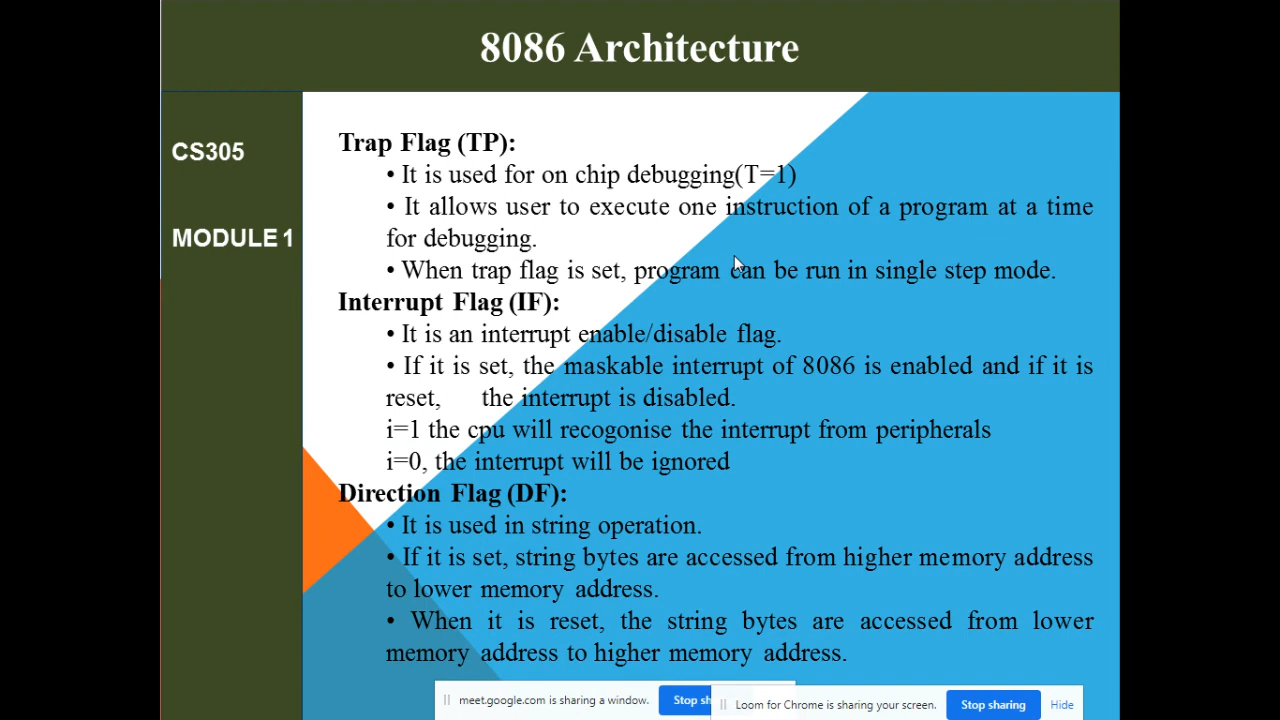 8086 Architecture
CS305
MODULE 1
Trap Flag (TP):
• It is used for on chip debugging(T=1)
• It allows user to execute one instruction of a program at a time
for debugging.
• When trap flag is set, program can be run in single step mode.
Interrupt Flag (IF):
• It is an interrupt enable/disable flag.
• If it is set, the maskable interrupt of 8086 is enabled and if it is
reset, the interrupt is disabled.
i=1 the cpu will recogonise the interrupt from peripherals
i=0, the interrupt will be ignored
Direction Flag (DF):
• It is used in string operation.
• If it is set, string bytes are accessed from higher memory address
to lower memory address.
• When it is reset, the string bytes are accessed from lower
memory address to higher memory address.
meet.google.com is sharing a window. Stop sh
Loom for Chrome is sharing your screen. Stop sharing Hide